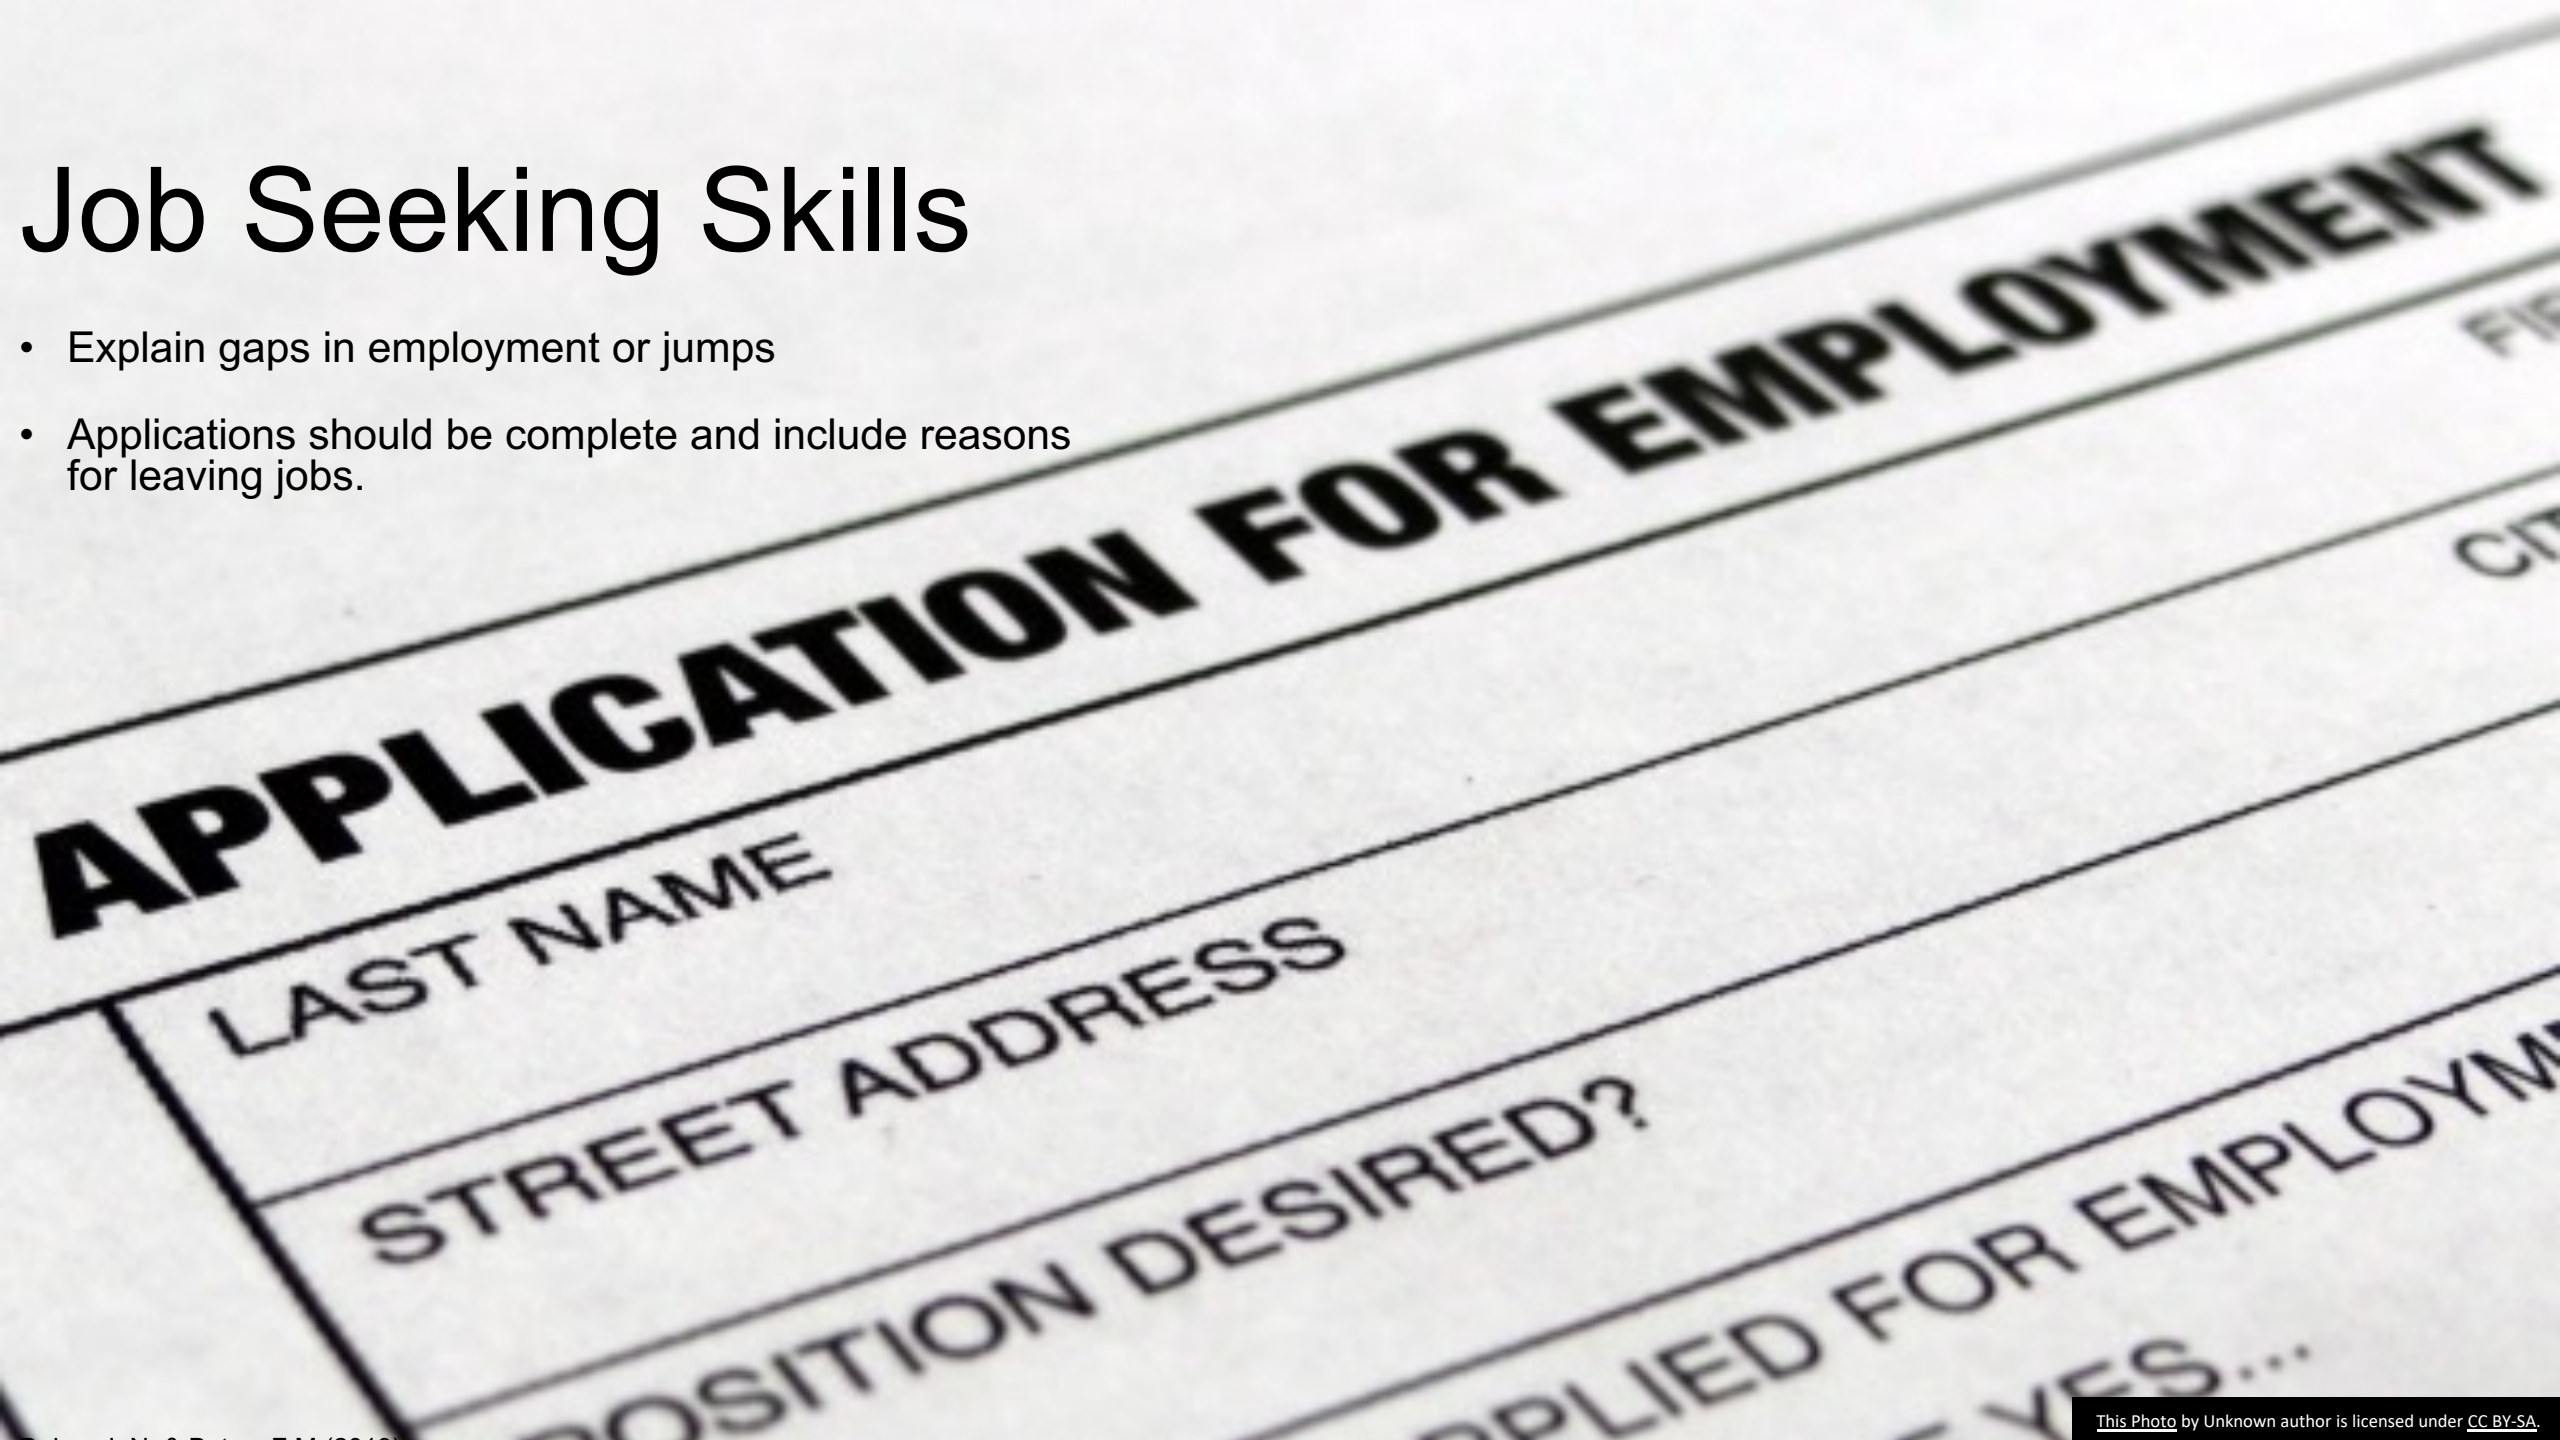 Job Seeking Skills
• Explain gaps in employment or jumps
• Applications should be complete and include reasons
for leaving jobs.
APPLICATION FOR EMPLOYMENT
LAST NAME
STREET ADDRESS
POSITION DESIRED?
FOR
YES...
This Photo by Unknown author is licensed under CC BY-SA.